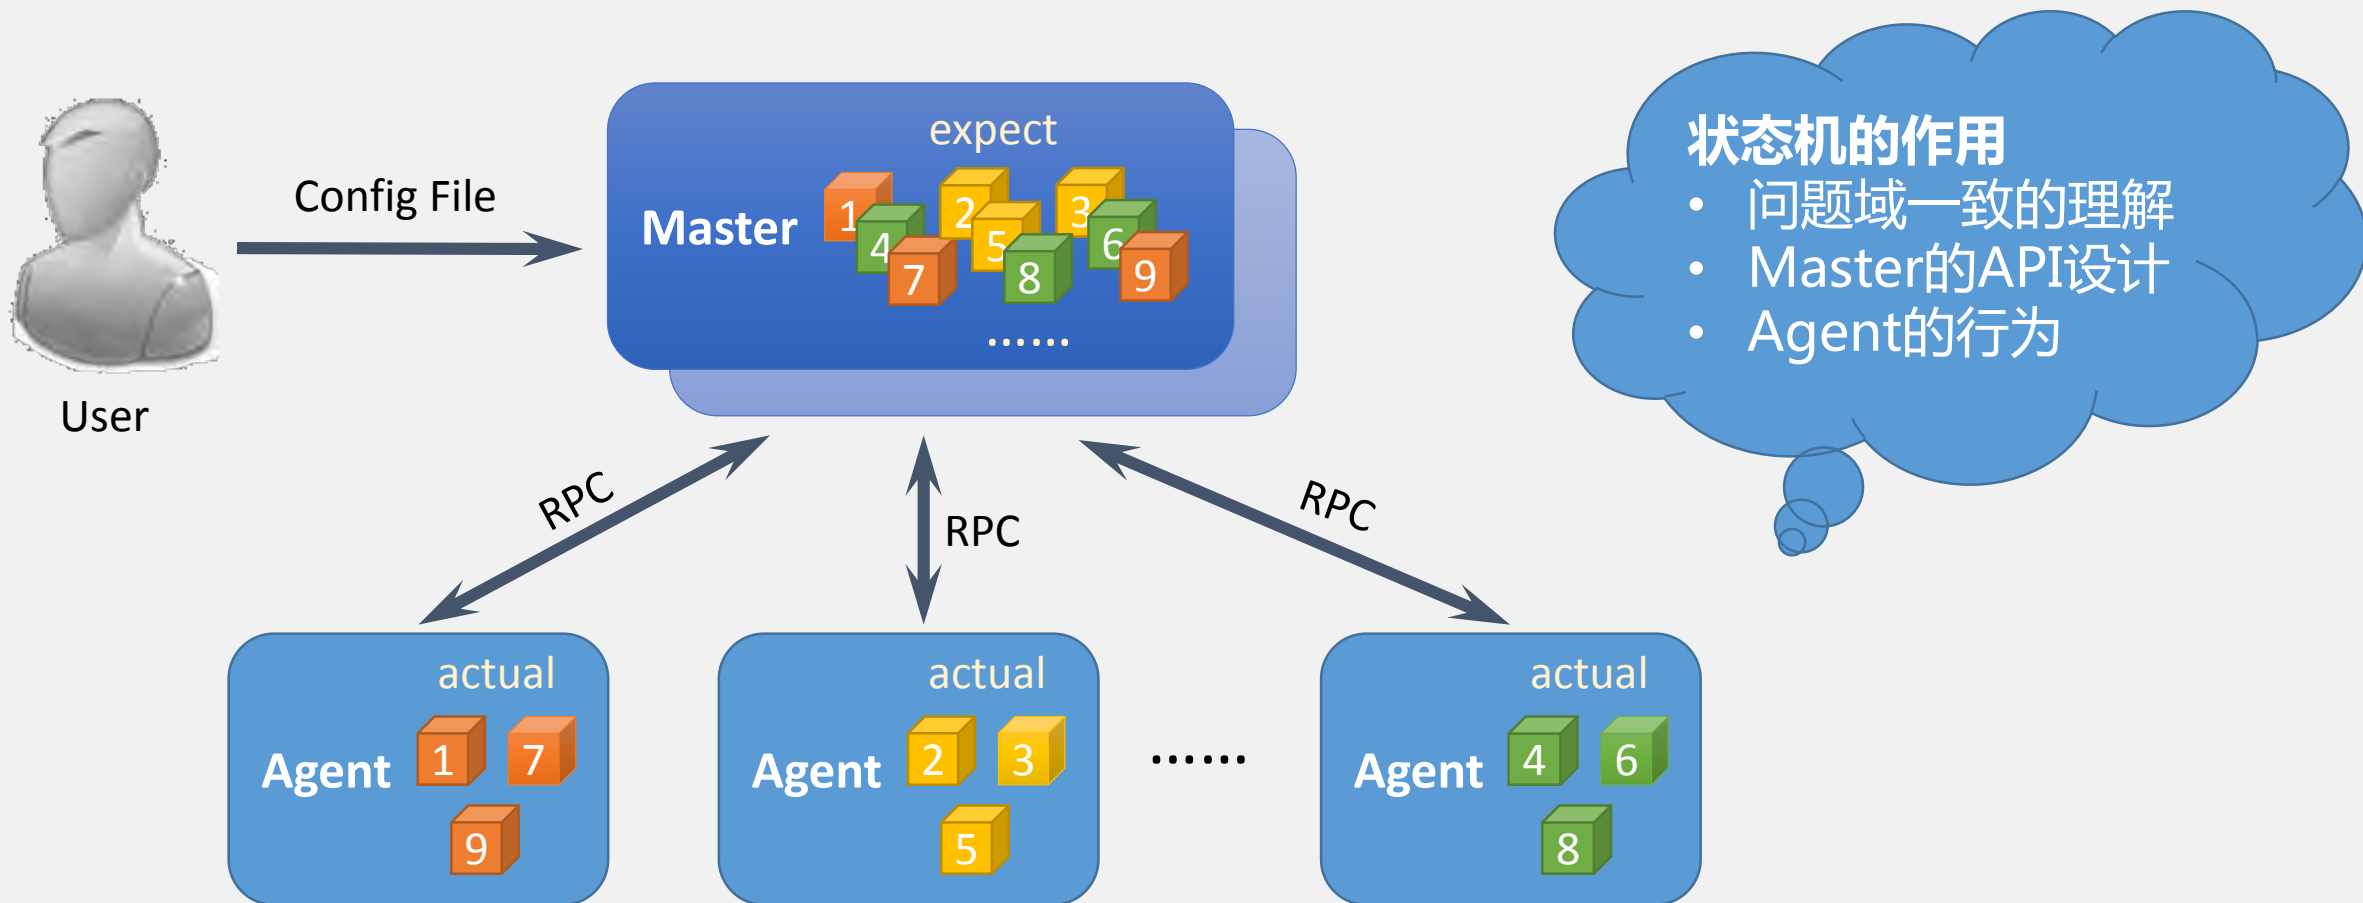 User
Config File
expect
Master
1 2 3
4 5 6
7 8 9
……
状态机的作用
• 问题域一致的理解
• Master的API设计
• Agent的行为
RPC
RPC
RPC
actual
Agent
1 7
9
actual
Agent
2 3
5
……
actual
Agent
4 6
8